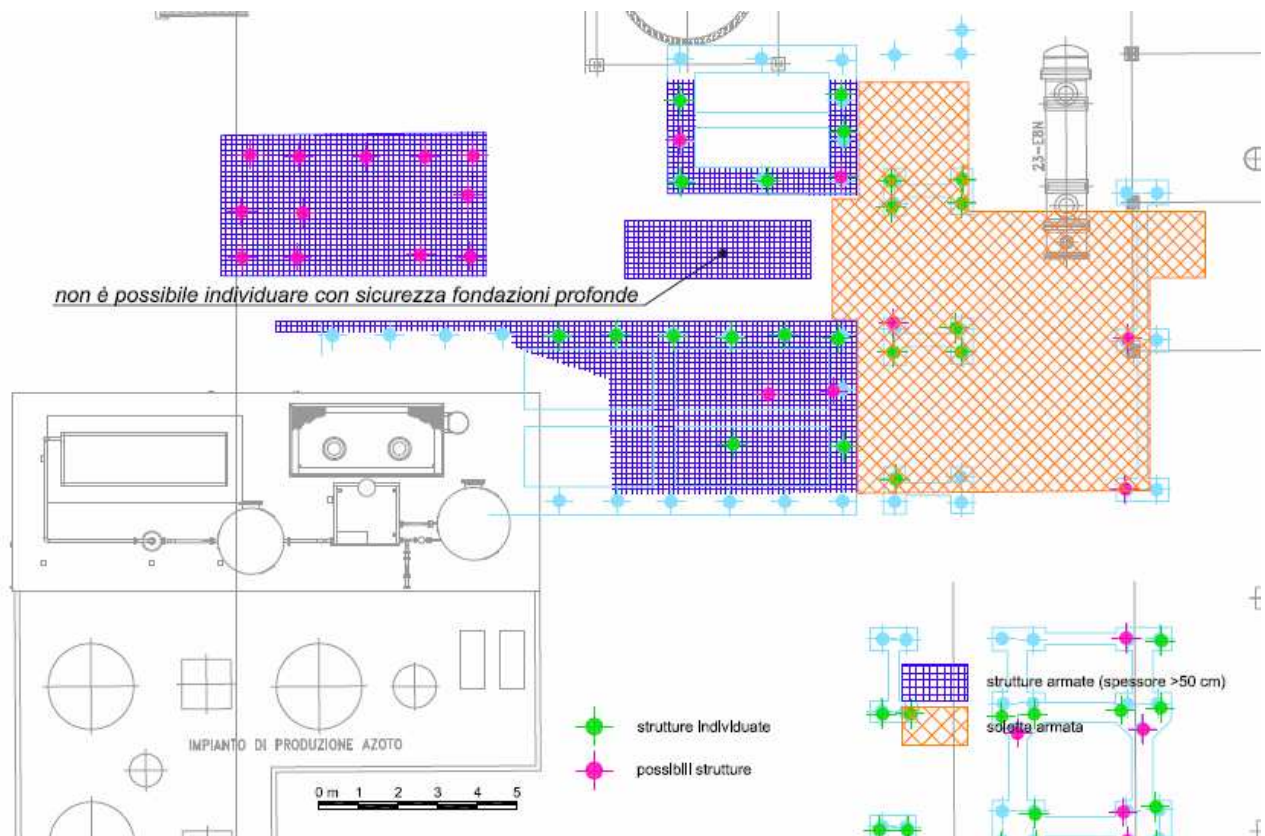 23-E8N
non è possibile individuare con sicurezza fondazioni profonde
strutture armate (spessore >50 cm)
soletta armata
strutture individuate
possibili strutture
IMPIANTO DI PRODUZIONE AZOTO
0 m 1 2 3 4 5